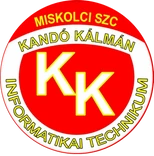 MISKOLCI SZC
KANDÓ KÁLMÁN
KK
INFORMATIKAI TECHNIKUM